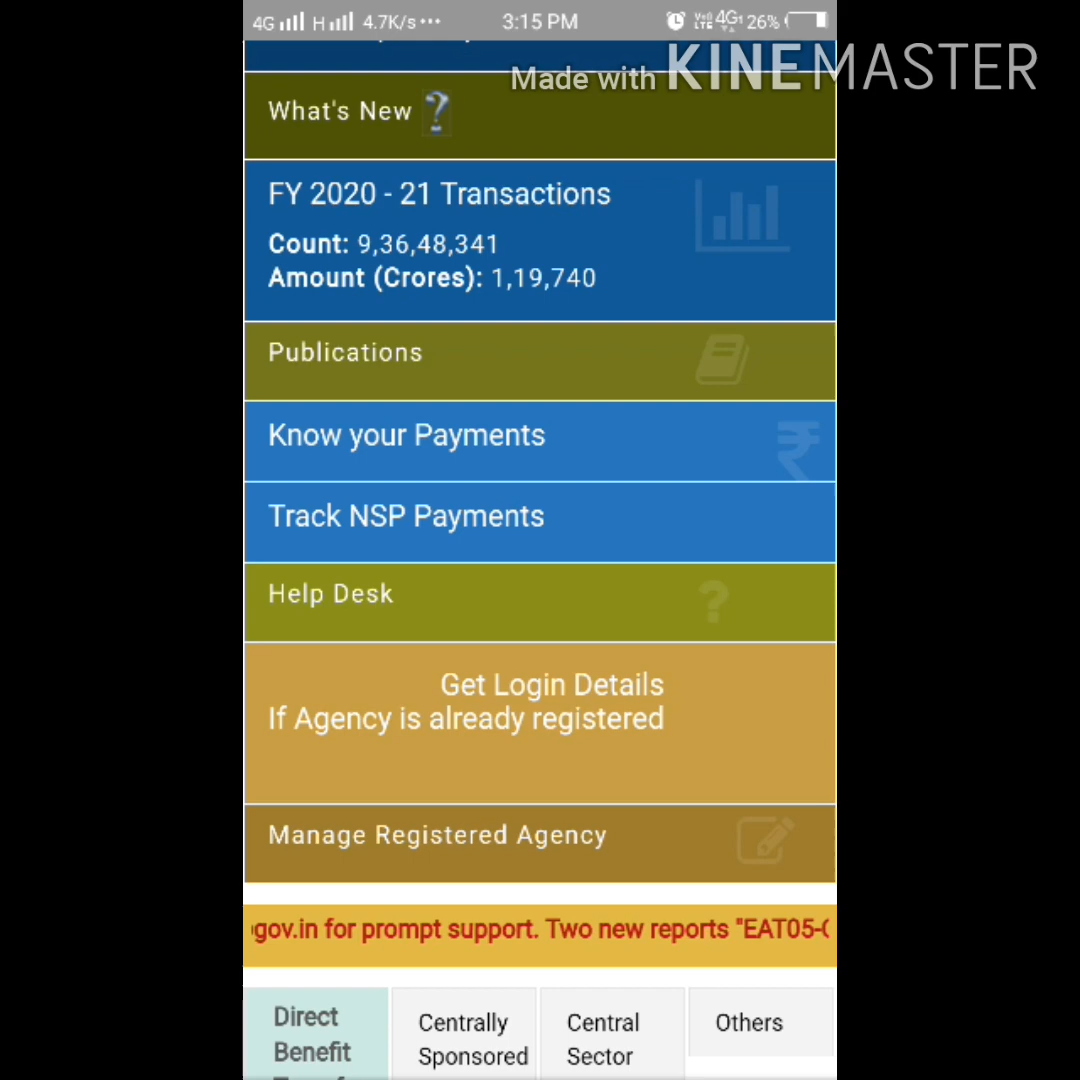 4G H 4.7K/s... 3:15 PM VoLTE 4G 26%
Made with KINEMASTER
What's New ?
FY 2020 - 21 Transactions
Count: 9,36,48,341
Amount (Crores): 1,19,740
Publications
Know your Payments
₹
Track NSP Payments
Help Desk ?
Get Login Details
If Agency is already registered
Manage Registered Agency
gov.in for prompt support. Two new reports "EAT05-
Direct
Benefit
Centrally
Sponsored
Central
Sector
Others